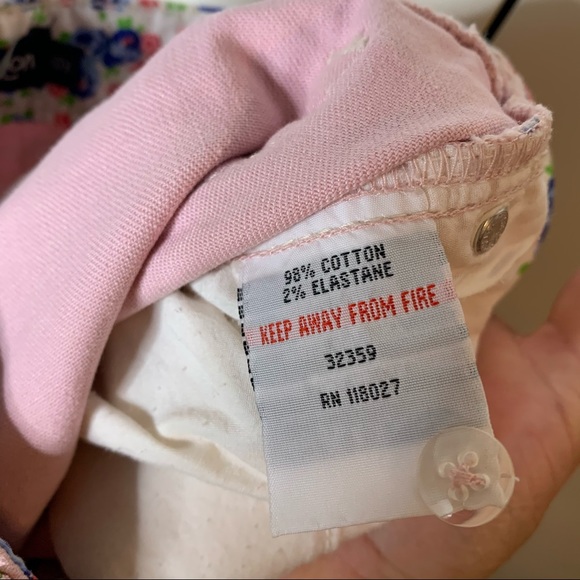 98% COTTON
2% ELASTANE
KEEP AWAY FROM FIRE
32359
RN 118027